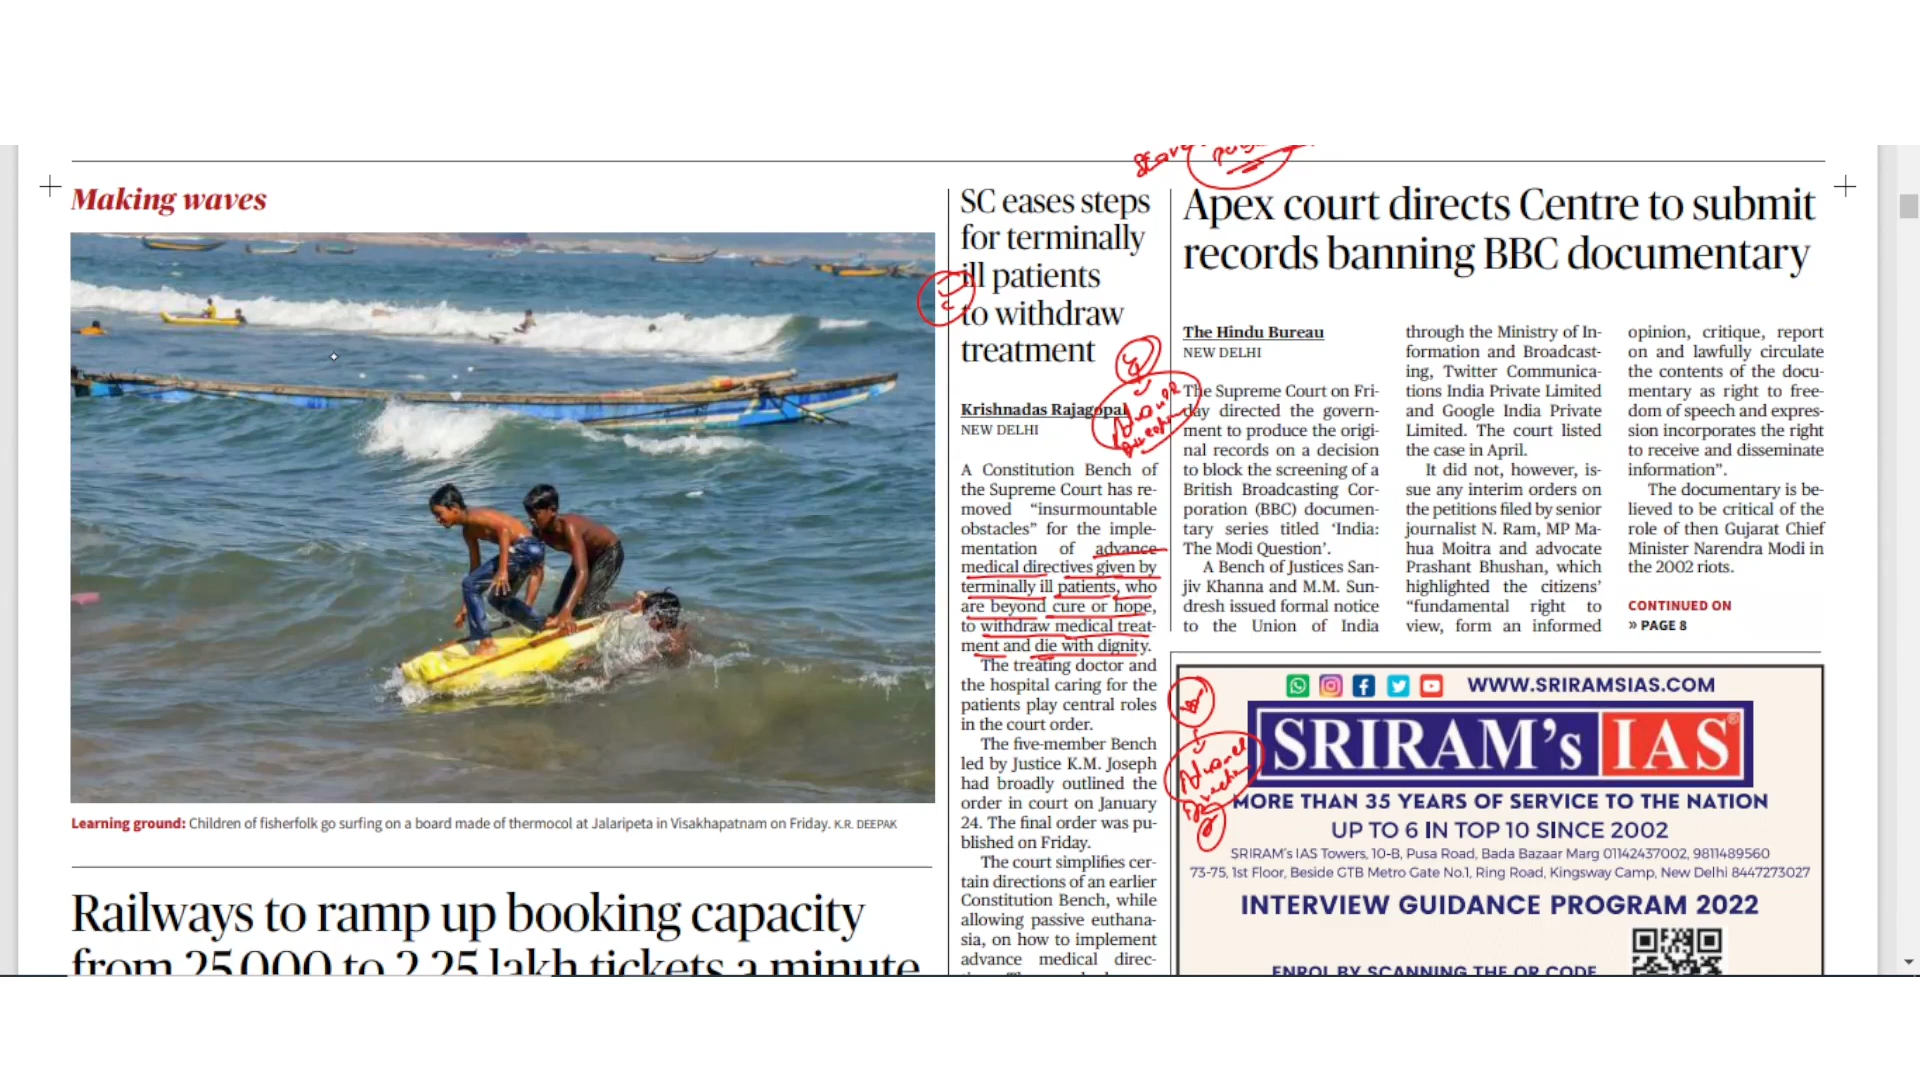 Making waves
Learning ground: Children of fisherfolk go surfing on a board made of thermocol at Jalaripeta in Visakhapatnam on Friday. K.R. DEEPAK
Railways to ramp up booking capacity
from 25,000 to 2.25 lakh tickets a minute
SC eases steps
for terminally
ill patients
to withdraw
treatment
Krishnadas Rajagopal
NEW DELHI
A Constitution Bench of
the Supreme Court has re-
moved “insurmountable
obstacles” for the imple-
mentation of advance
medical directives given by
terminally ill patients, who
are beyond cure or hope,
to withdraw medical treat-
ment and die with dignity.
The treating doctor and
the hospital caring for the
patients play central roles
in the court order.
The five-member Bench
led by Justice K.M. Joseph
had broadly outlined the
order in court on January
24. The final order was pu-
blished on Friday.
The court simplifies cer-
tain directions of an earlier
Constitution Bench, while
allowing passive euthana-
sia, on how to implement
advance medical direc-
Apex court directs Centre to submit
records banning BBC documentary
The Hindu Bureau
NEW DELHI
The Supreme Court on Fri-
day directed the govern-
ment to produce the origi-
nal records on a decision
to block the screening of a
British Broadcasting Cor-
poration (BBC) documen-
tary series titled ‘India:
The Modi Question’.
A Bench of Justices San-
jiv Khanna and M.M. Sun-
dresh issued formal notice
to the Union of India
through the Ministry of In-
formation and Broadcast-
ing, Twitter Communica-
tions India Private Limited
and Google India Private
Limited. The court listed
the case in April.
It did not, however, is-
sue any interim orders on
the petitions filed by senior
journalist N. Ram, MP Ma-
hua Moitra and advocate
Prashant Bhushan, which
highlighted the citizens’
“fundamental right to
view, form an informed
opinion, critique, report
on and lawfully circulate
the contents of the docu-
mentary as right to free-
dom of speech and expres-
sion incorporates the right
to receive and disseminate
information”.
The documentary is be-
lieved to be critical of the
role of then Gujarat Chief
Minister Narendra Modi in
the 2002 riots.
CONTINUED ON
» PAGE 8
WWW.SRIRAMSIAS.COM
SRIRAM's IAS®
MORE THAN 35 YEARS OF SERVICE TO THE NATION
UP TO 6 IN TOP 10 SINCE 2002
SRIRAM's IAS Towers, 10-B, Pusa Road, Bada Bazaar Marg 01142437002, 9811489560
73-75, 1st Floor, Beside GTB Metro Gate No.1, Ring Road, Kingsway Camp, New Delhi 8447273027
INTERVIEW GUIDANCE PROGRAM 2022
ENROL BY SCANNING THE QR CODE